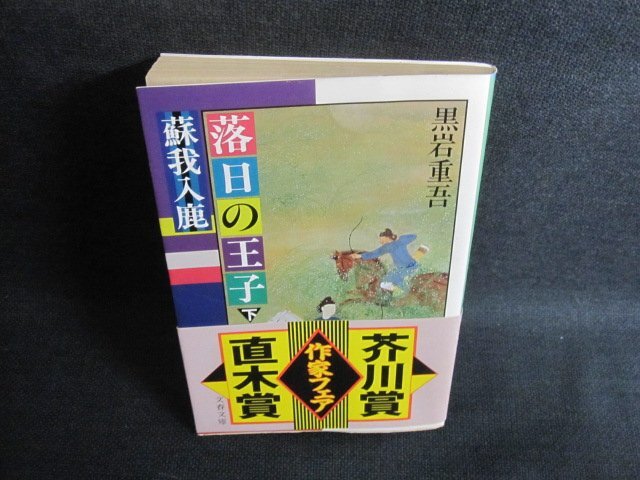 黒岩重吾
落日の王子
蘇我入鹿
下
芥川賞
作家フェア
直木賞
文春文庫